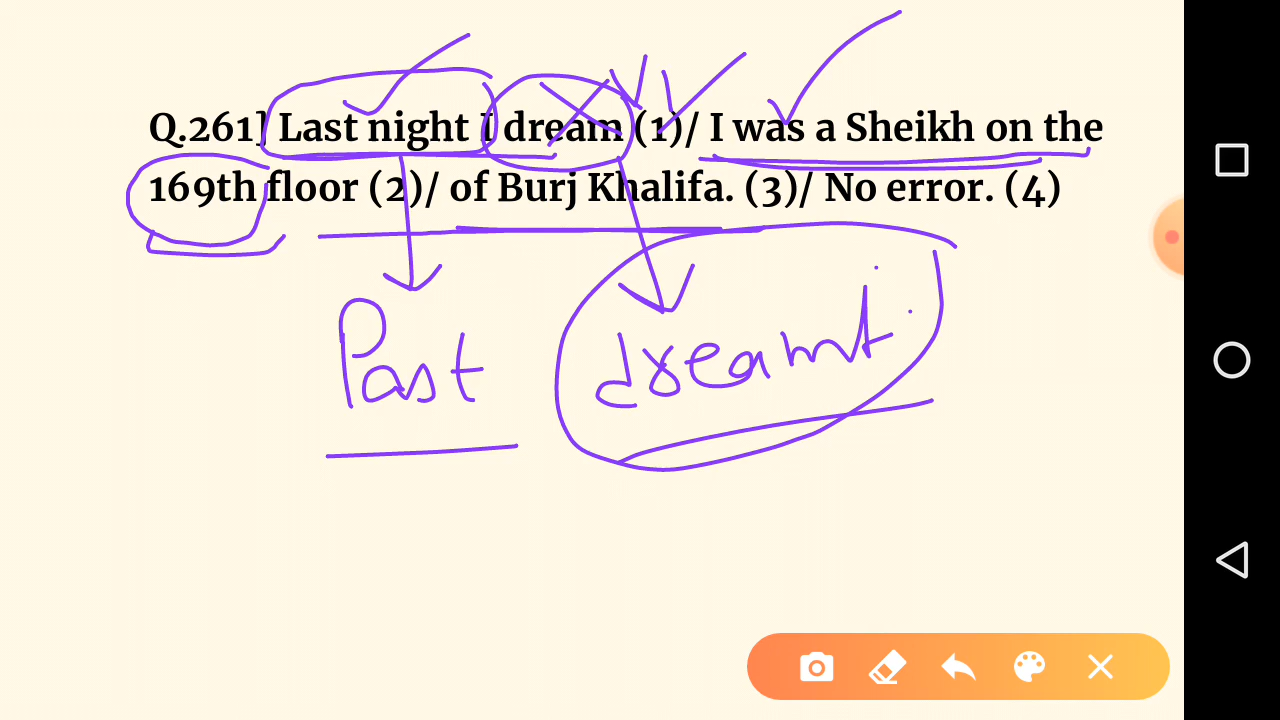 Q.261] Last night I dream (1)/ I was a Sheikh on the
169th floor (2)/ of Burj Khalifa. (3)/ No error. (4)
Past dreamt